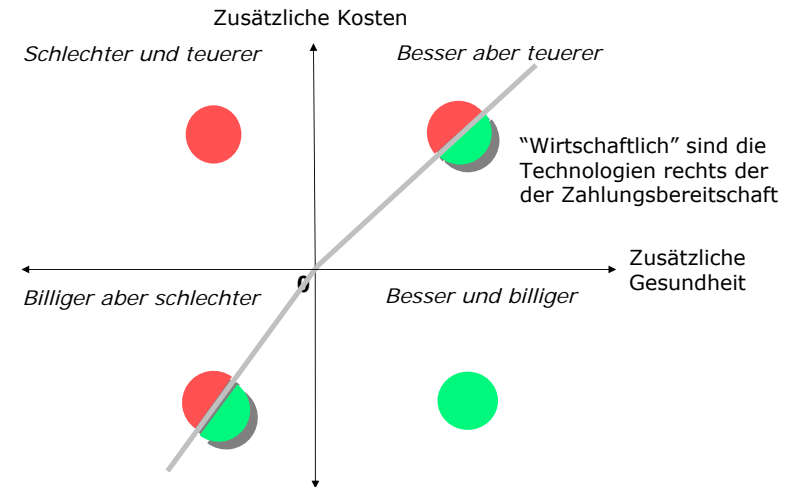 Zusätzliche Kosten
Schlechter und teuerer
Besser aber teuerer
“Wirtschaftlich” sind die
Technologien rechts der
der Zahlungsbereitschaft
Zusätzliche
Gesundheit
0
Billiger aber schlechter
Besser und billiger